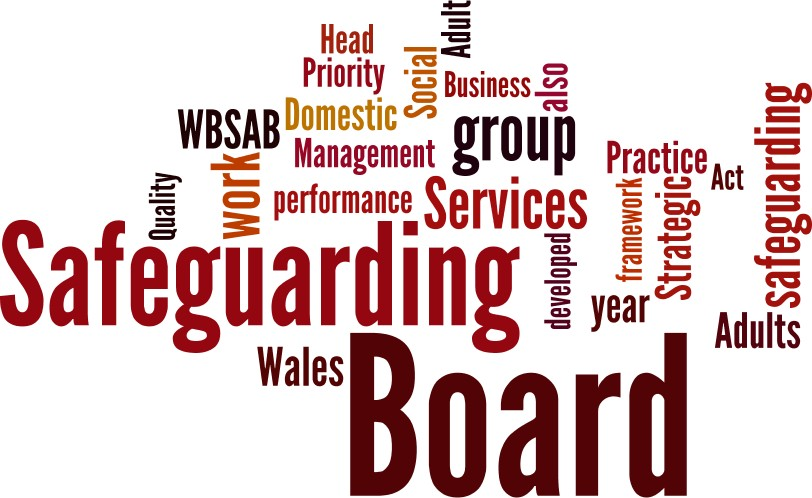 Head
Priority
Social
Adult
Business
also
WBSAB
Domestic
Management
group
Practice
Act
safeguarding
Quality
work
performance
Services
framework
Strategic
Safeguarding
developed
year
Adults
Wales
Board